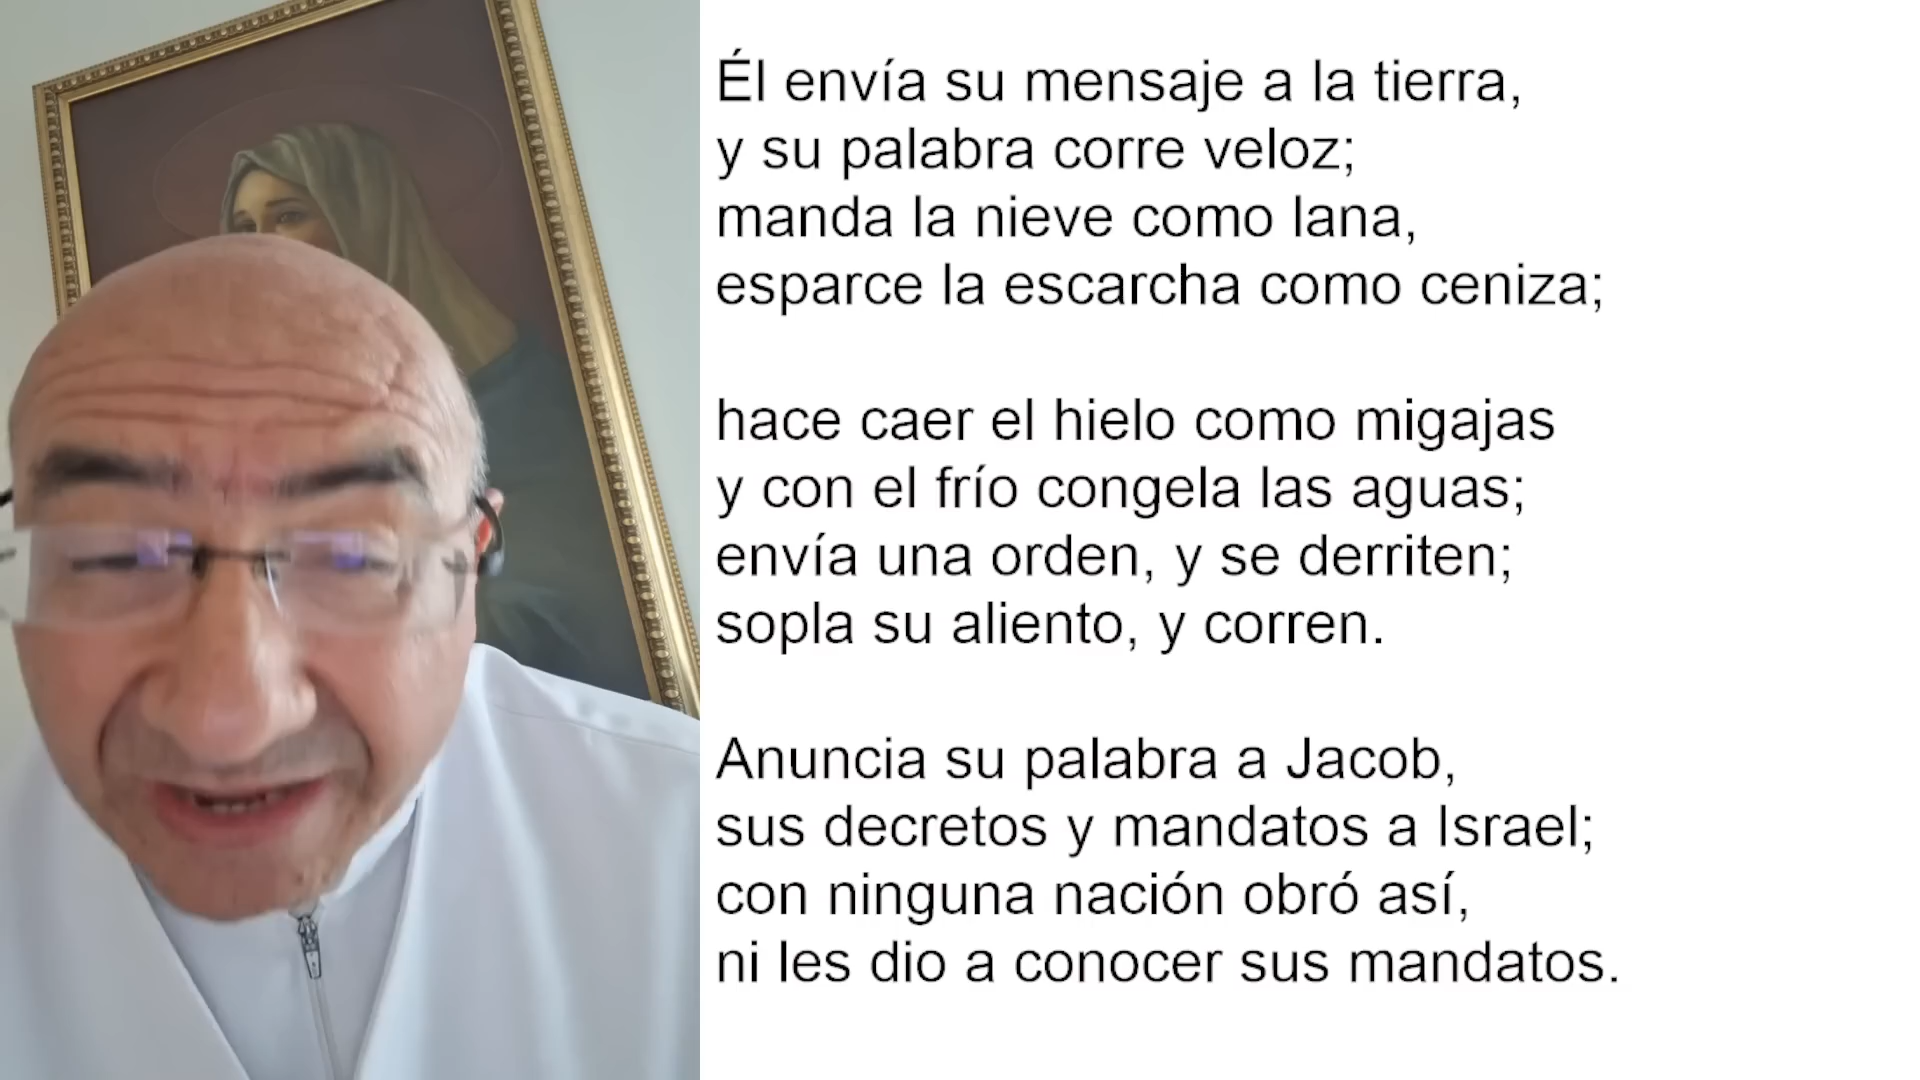 Él envía su mensaje a la tierra,
y su palabra corre veloz;
manda la nieve como lana,
esparce la escarcha como ceniza;
hace caer el hielo como migajas
y con el frío congela las aguas;
envía una orden, y se derriten;
sopla su aliento, y corren.
Anuncia su palabra a Jacob,
sus decretos y mandatos a Israel;
con ninguna nación obró así,
ni les dio a conocer sus mandatos.